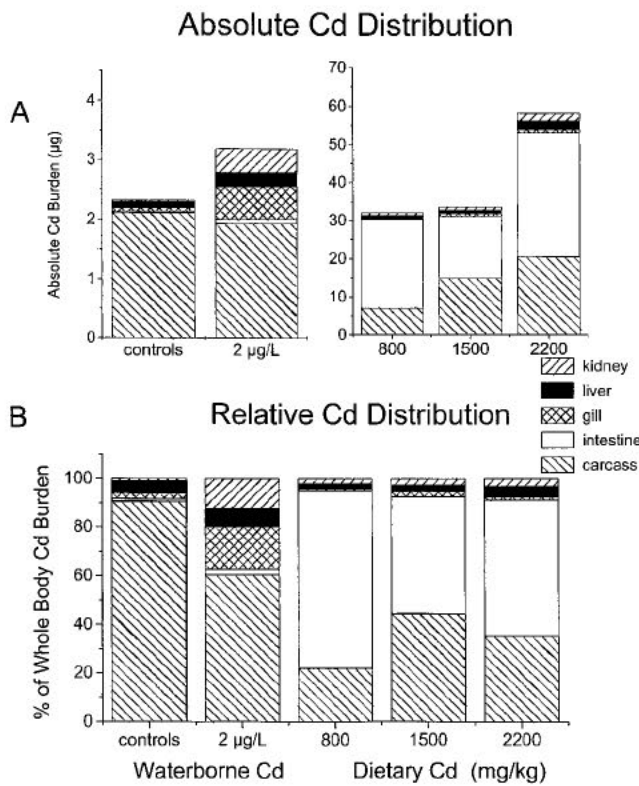 Absolute Cd Distribution
A
Absolute Cd Burden (µg)
4
3
2
1
0
controls
2 µg/L
70
60
50
40
30
20
10
0
800
1500
2200
kidney
liver
gill
intestine
carcass
B
Relative Cd Distribution
% of Whole Body Cd Burden
100
80
60
40
20
0
controls
2 µg/L
800
1500
2200
Waterborne Cd
Dietary Cd (mg/kg)